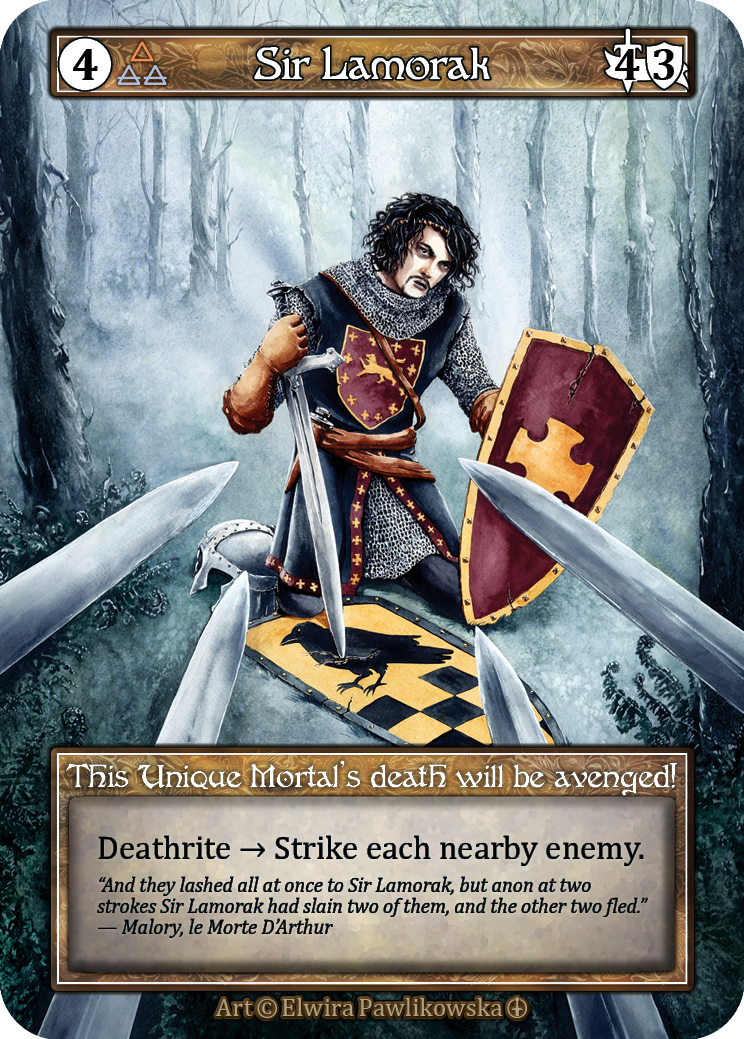 4
Sir Lamorak
4 3
This Unique Mortal's death will be avenged!
Deathrite → Strike each nearby enemy.
“And they lashed all at once to Sir Lamorak, but anon at two
strokes Sir Lamorak had slain two of them, and the other two fled.”
— Malory, le Morte D’Arthur
Art © Elwira Pawlikowska